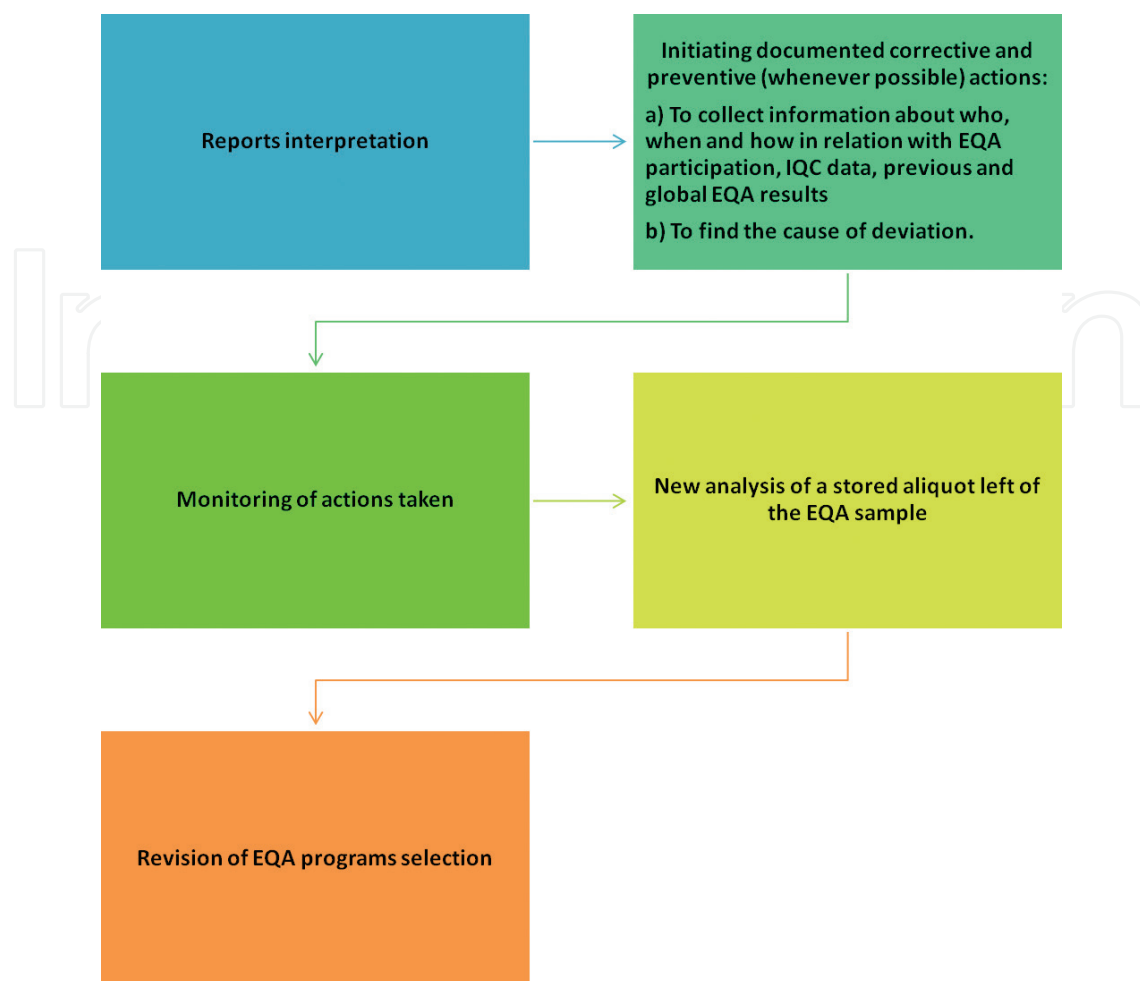 Reports interpretation
Initiating documented corrective and
preventive (whenever possible) actions:
a) To collect information about who,
when and how in relation with EQA
participation, IQC data, previous and
global EQA results
b) To find the cause of deviation.
Monitoring of actions taken
New analysis of a stored aliquot left of
the EQA sample
Revision of EQA programs selection